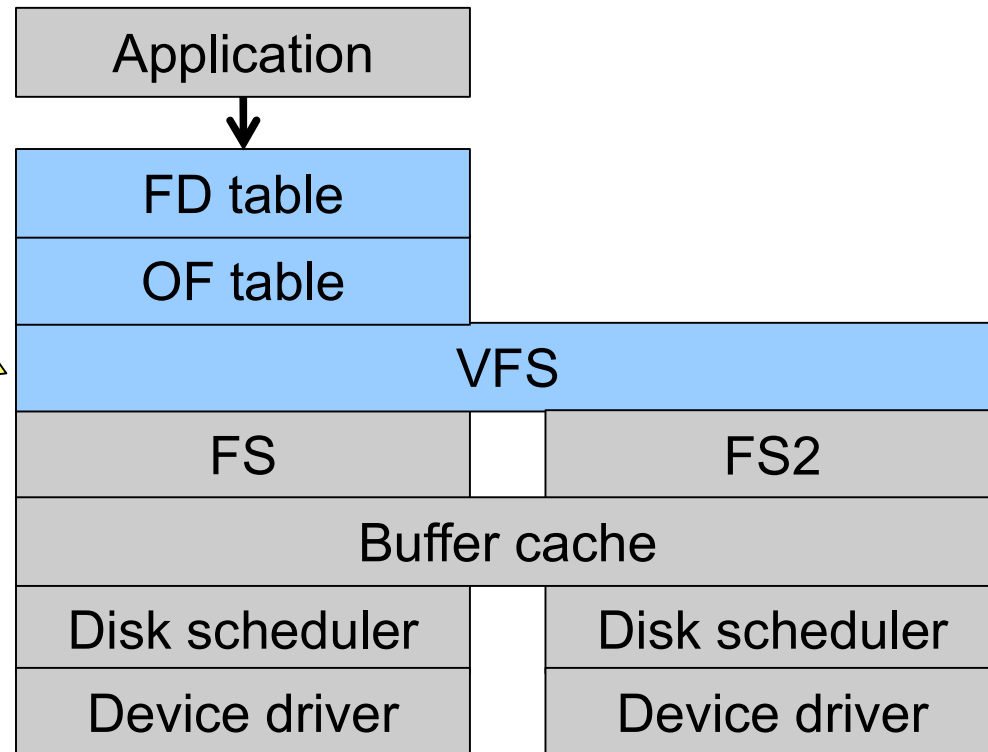 Application
FD table
OF table
VFS
FS
FS2
Buffer cache
Disk scheduler
Disk scheduler
Device driver
Device driver